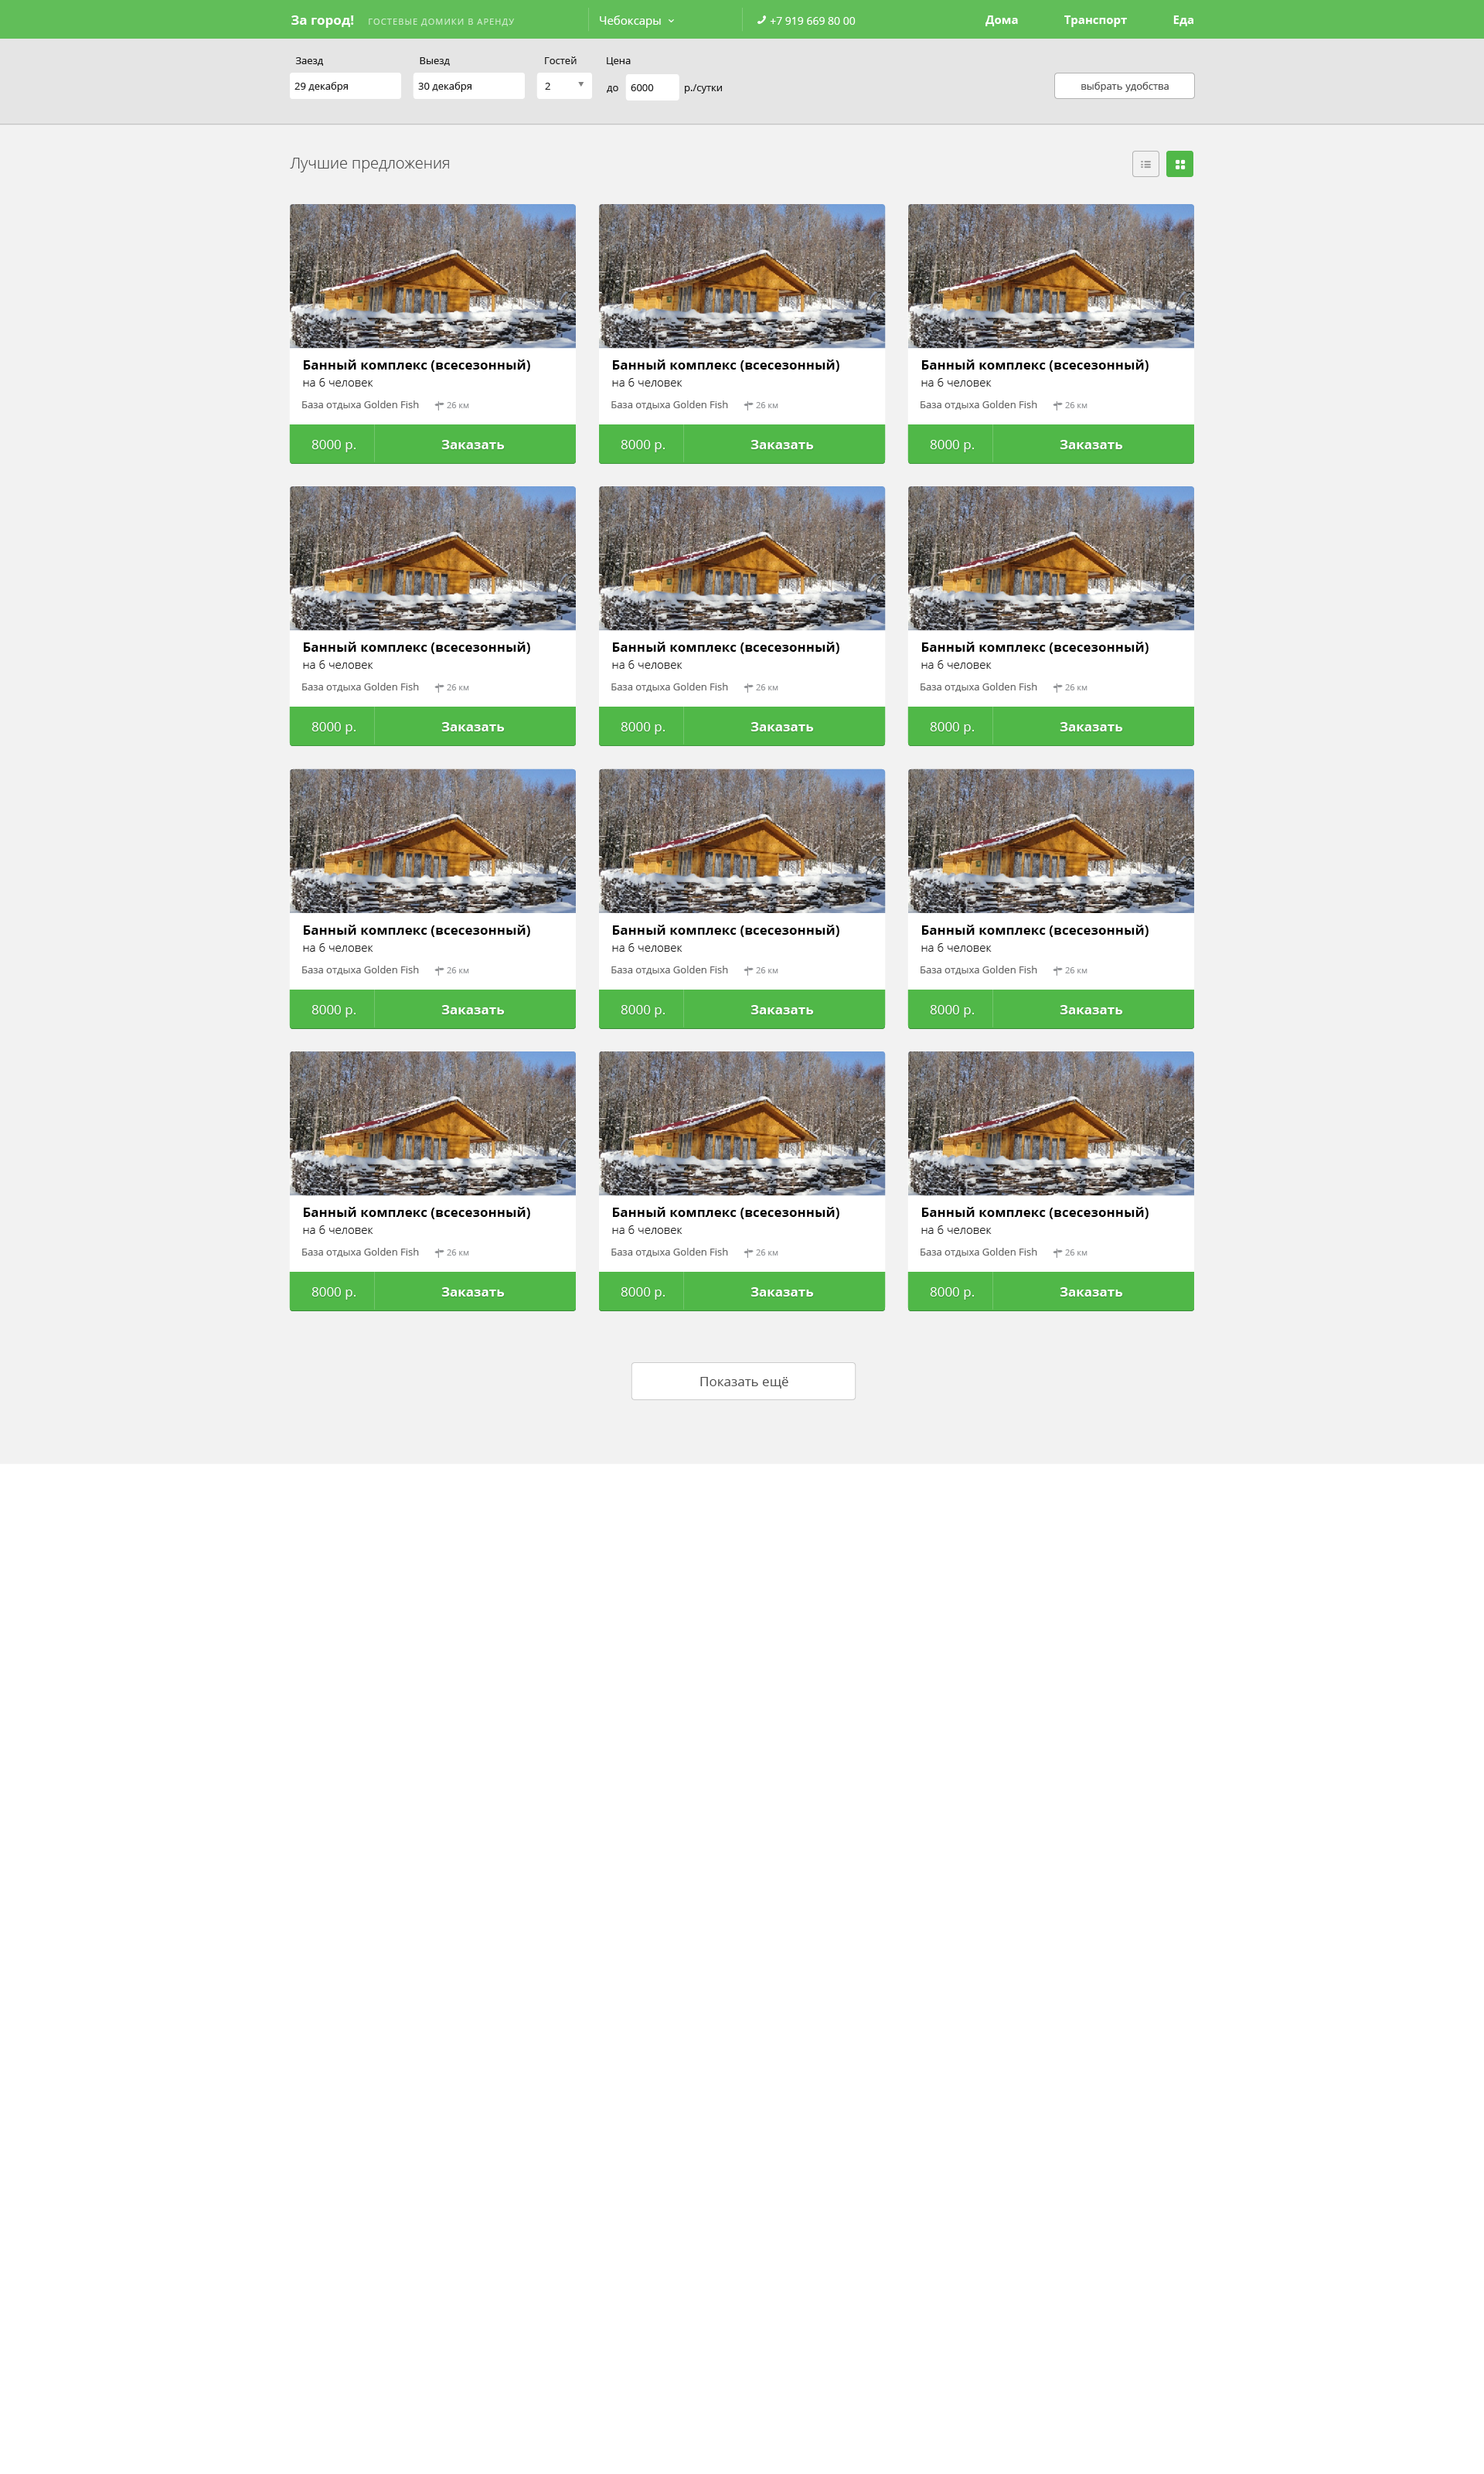 За город! ГОСТЕВЫЕ ДОМИКИ В АРЕНДУ Чебоксары +7 919 669 80 00 Дома Транспорт Еда
Заезд Выезд Гостей Цена
29 декабря 30 декабря 2 до 6000 р./сутки выбрать удобства
Лучшие предложения
Банный комплекс (всесезонный) Банный комплекс (всесезонный) Банный комплекс (всесезонный)
на 6 человек на 6 человек на 6 человек
База отдыха Golden Fish 26 км База отдыха Golden Fish 26 км База отдыха Golden Fish 26 км
8000 р. Заказать 8000 р. Заказать 8000 р. Заказать
Банный комплекс (всесезонный) Банный комплекс (всесезонный) Банный комплекс (всесезонный)
на 6 человек на 6 человек на 6 человек
База отдыха Golden Fish 26 км База отдыха Golden Fish 26 км База отдыха Golden Fish 26 км
8000 р. Заказать 8000 р. Заказать 8000 р. Заказать
Банный комплекс (всесезонный) Банный комплекс (всесезонный) Банный комплекс (всесезонный)
на 6 человек на 6 человек на 6 человек
База отдыха Golden Fish 26 км База отдыха Golden Fish 26 км База отдыха Golden Fish 26 км
8000 р. Заказать 8000 р. Заказать 8000 р. Заказать
Банный комплекс (всесезонный) Банный комплекс (всесезонный) Банный комплекс (всесезонный)
на 6 человек на 6 человек на 6 человек
База отдыха Golden Fish 26 км База отдыха Golden Fish 26 км База отдыха Golden Fish 26 км
8000 р. Заказать 8000 р. Заказать 8000 р. Заказать
Показать ещё